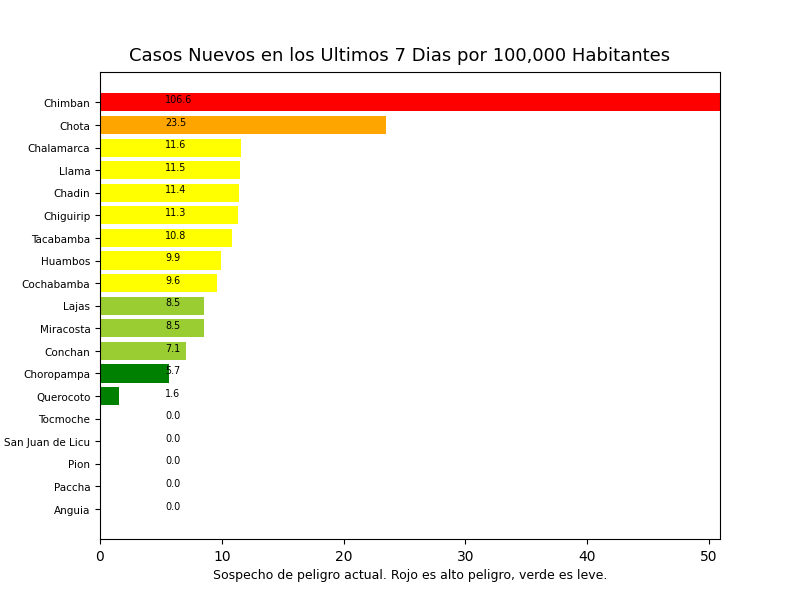 Casos Nuevos en los Ultimos 7 Dias por 100,000 Habitantes
Chimban 106.6
Chota 23.5
Chalamarca 11.6
Llama 11.5
Chadin 11.4
Chiguirip 11.3
Tacabamba 10.8
Huambos 9.9
Cochabamba 9.6
Lajas 8.5
Miracosta 8.5
Conchan 7.1
Choropampa 5.7
Querocoto 1.6
Tocmoche 0.0
San Juan de Licu 0.0
Pion 0.0
Paccha 0.0
Anguia 0.0
0 10 20 30 40 50
Sospecho de peligro actual. Rojo es alto peligro, verde es leve.